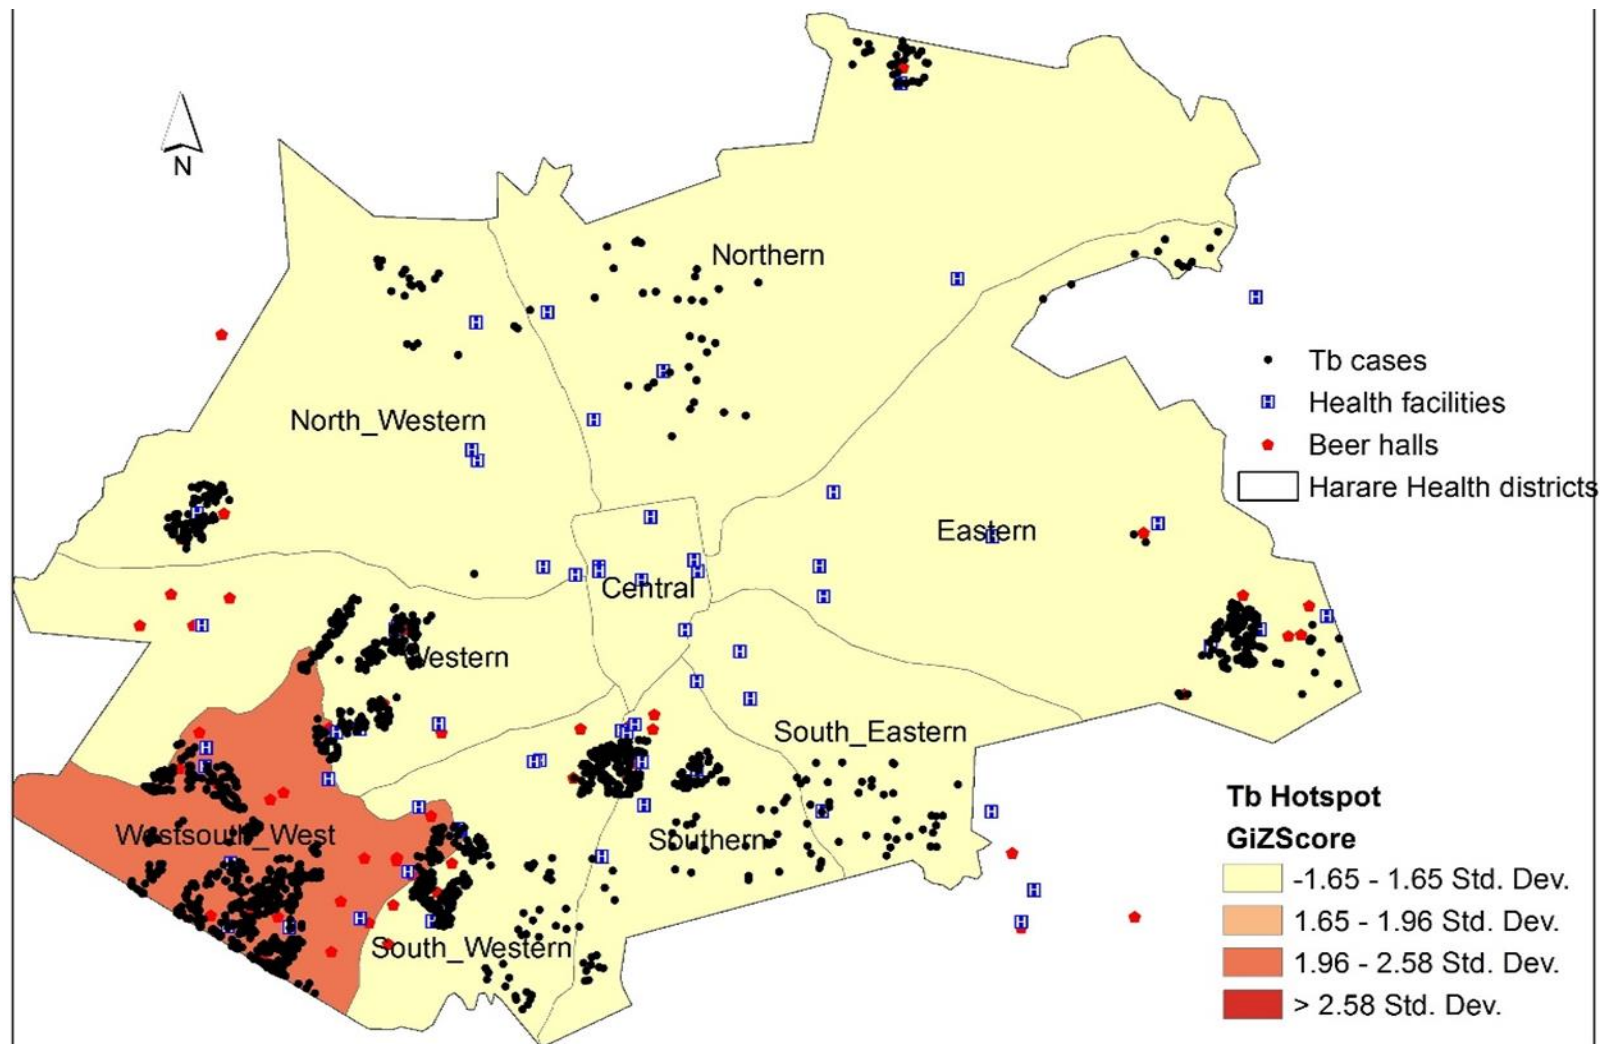 N
Northern
North_Western
Eastern
Central
Western
South_Eastern
Westsouth_West
Southern
South_Western
Tb cases
H Health facilities
Beer halls
Harare Health districts
Tb Hotspot
GiZScore
-1.65 - 1.65 Std. Dev.
1.65 - 1.96 Std. Dev.
1.96 - 2.58 Std. Dev.
> 2.58 Std. Dev.